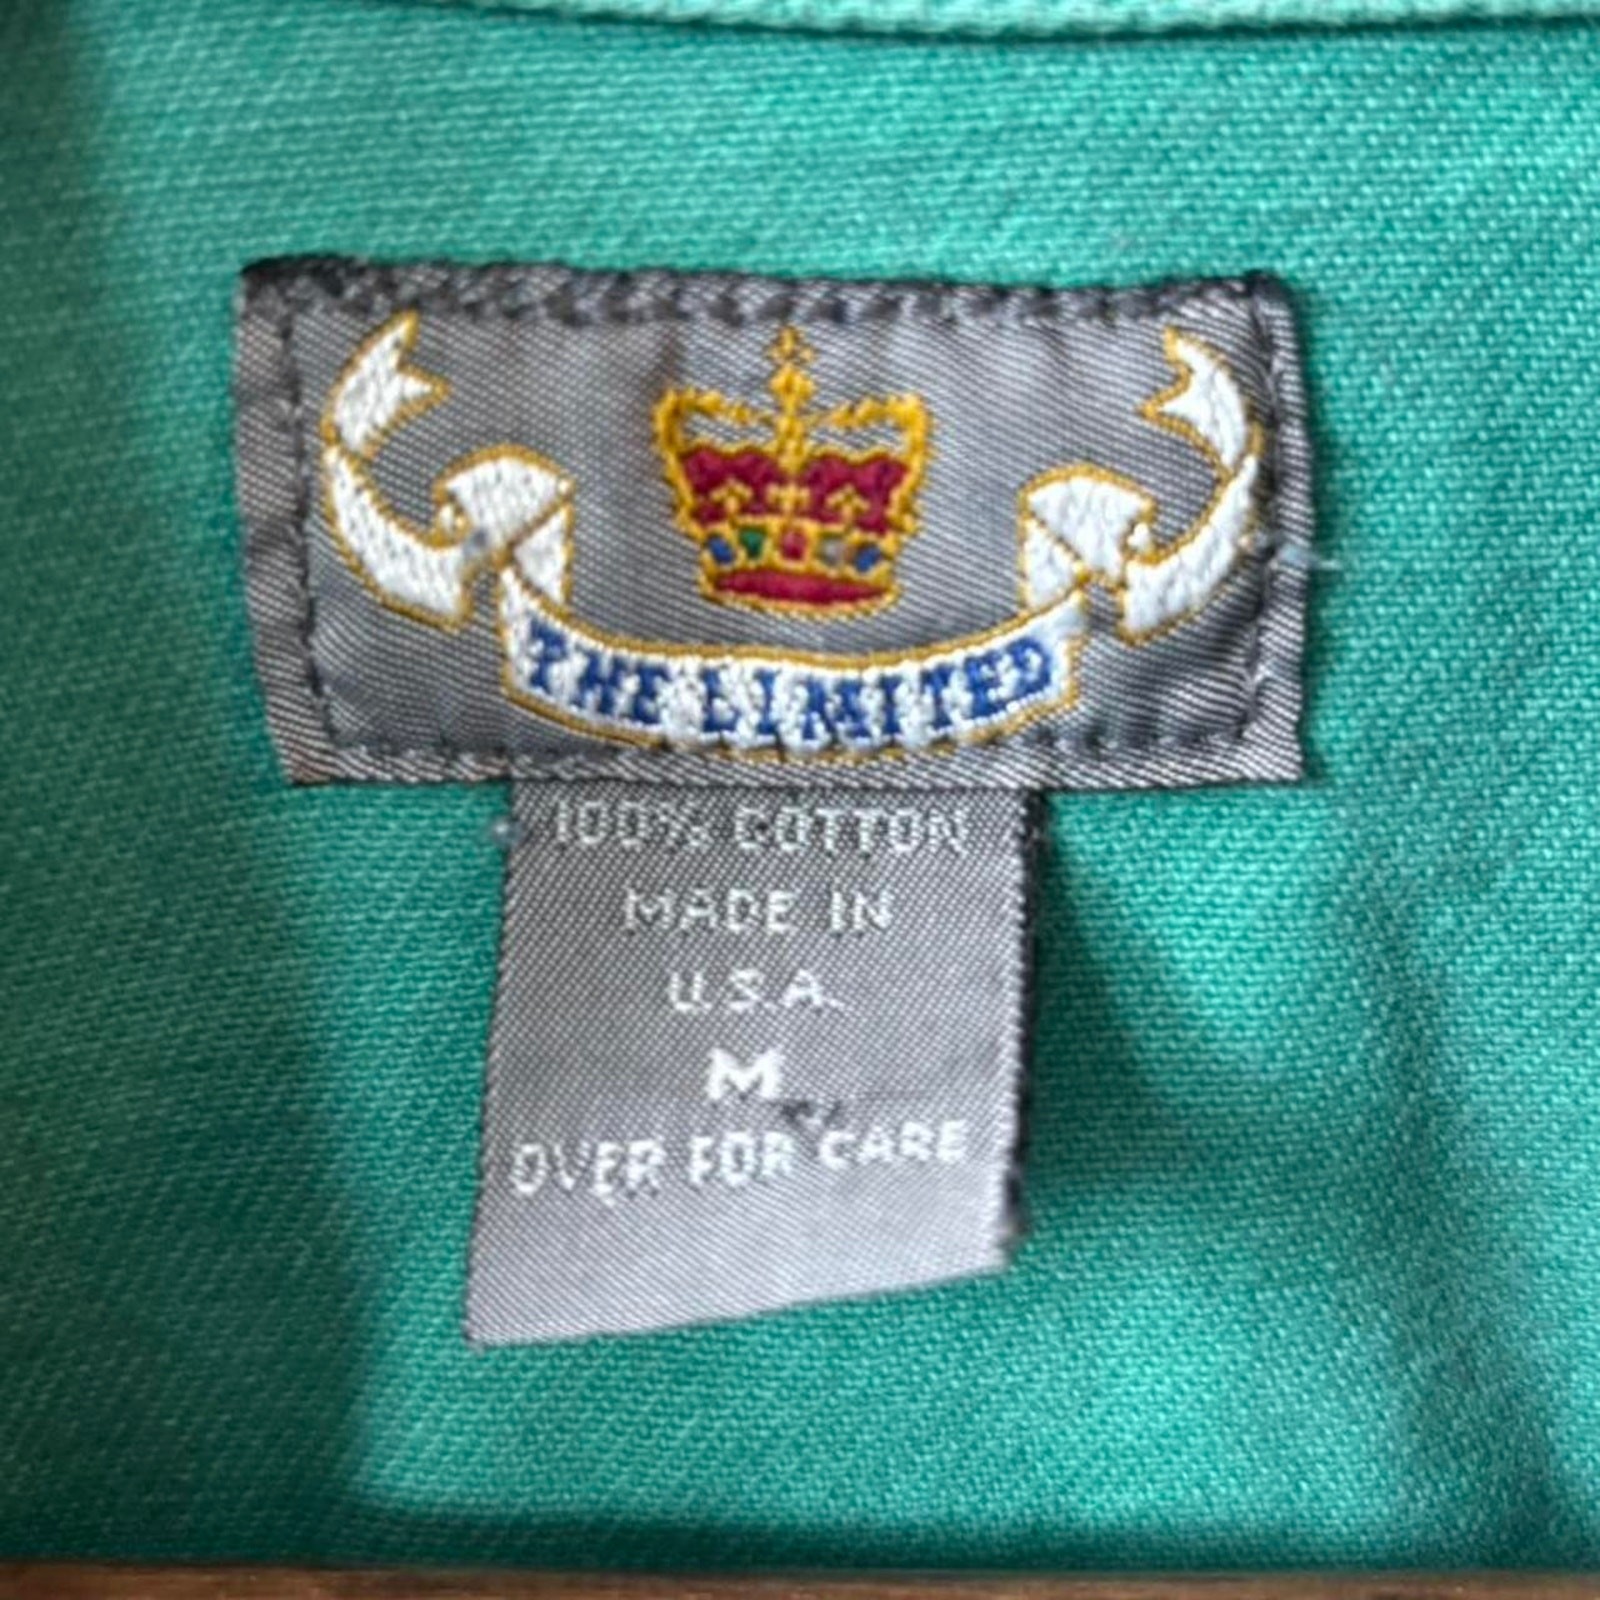 THE LIMITED
100% COTTON
MADE IN
U.S.A.
M
OVER FOR CARE